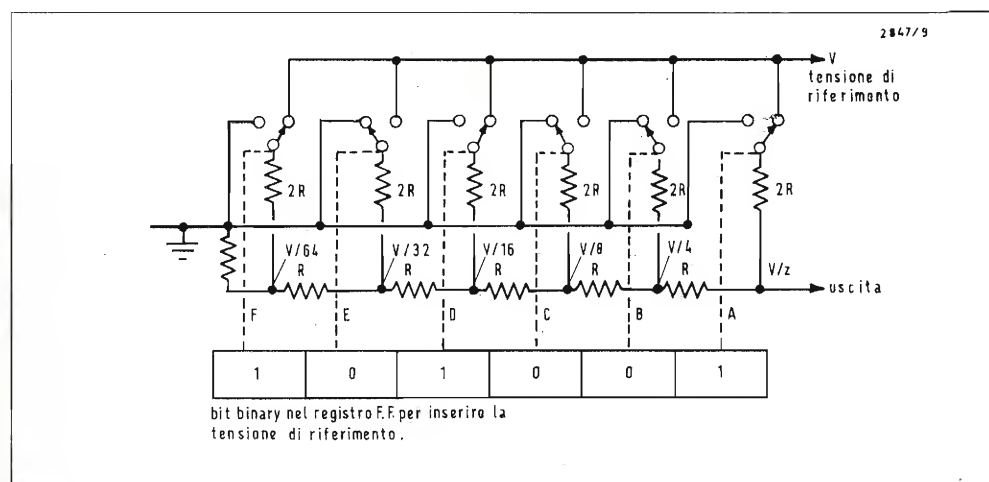 2847/9
V
tensione di
riferimento
2R 2R 2R 2R 2R 2R
V/64 V/32 V/16 V/8 V/4 V/z
R R R R R
uscita
F E D C B A
1 0 1 0 0 1
bit binary nel registro F.F. per inserire la
tensione di riferimento.